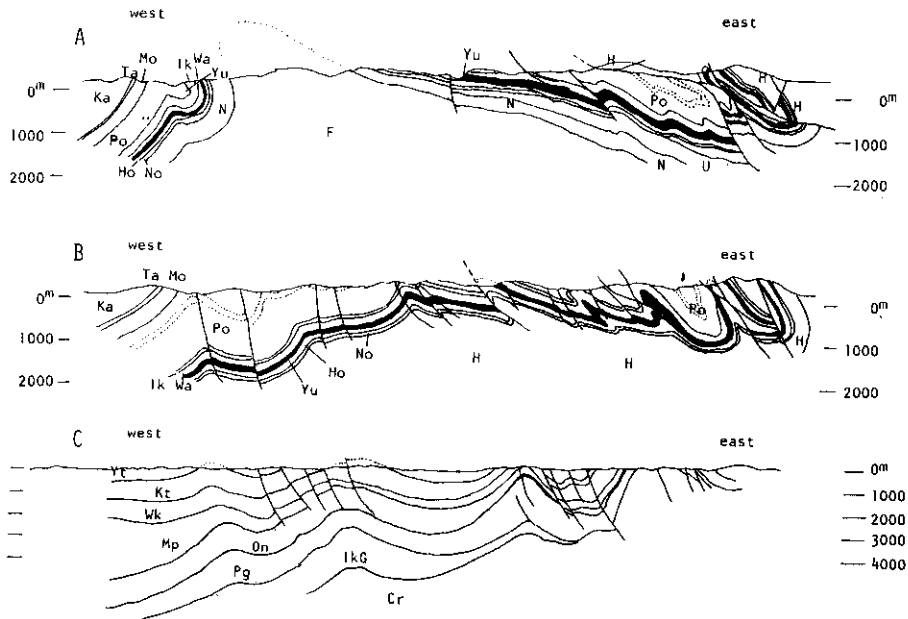 west
east
A
Mo
Ta
Ik
Wa
Yu
Yu
H
H
0m
0m
Ka
N
Po
H
N
1000
F
1000
Po
2000
Ho No
N
U
2000
B
west
east
Ta Mo
Ka
0m
Po
Po
0m
1000
No
H
H
H
1000
2000
Ik Wa
Ho
Yu
2000
C
west
east
Yt
0m
Kt
1000
Wk
2000
Mp
On
3000
Pg
IkG
4000
Cr